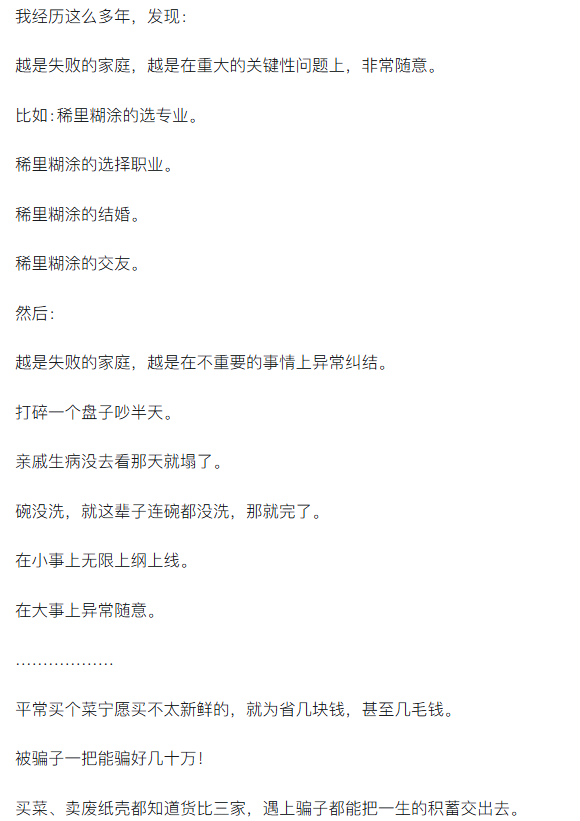 我经历这么多年，发现：
越是失败的家庭，越是在重大的关键性问题上，非常随意。
比如:稀里糊涂的选专业。
稀里糊涂的选择职业。
稀里糊涂的结婚。
稀里糊涂的交友。
然后：
越是失败的家庭，越是在不重要的事情上异常纠结。
打碎一个盘子吵半天。
亲戚生病没去看那天就塌了。
碗没洗，就这辈子连碗都没洗，那就完了。
在小事上无限上纲上线。
在大事上异常随意。
………………
平常买个菜宁愿买不太新鲜的，就为省几块钱，甚至几毛钱。
被骗子一把能骗好几十万！
买菜、卖废纸壳都知道货比三家，遇上骗子都能把一生的积蓄交出去。